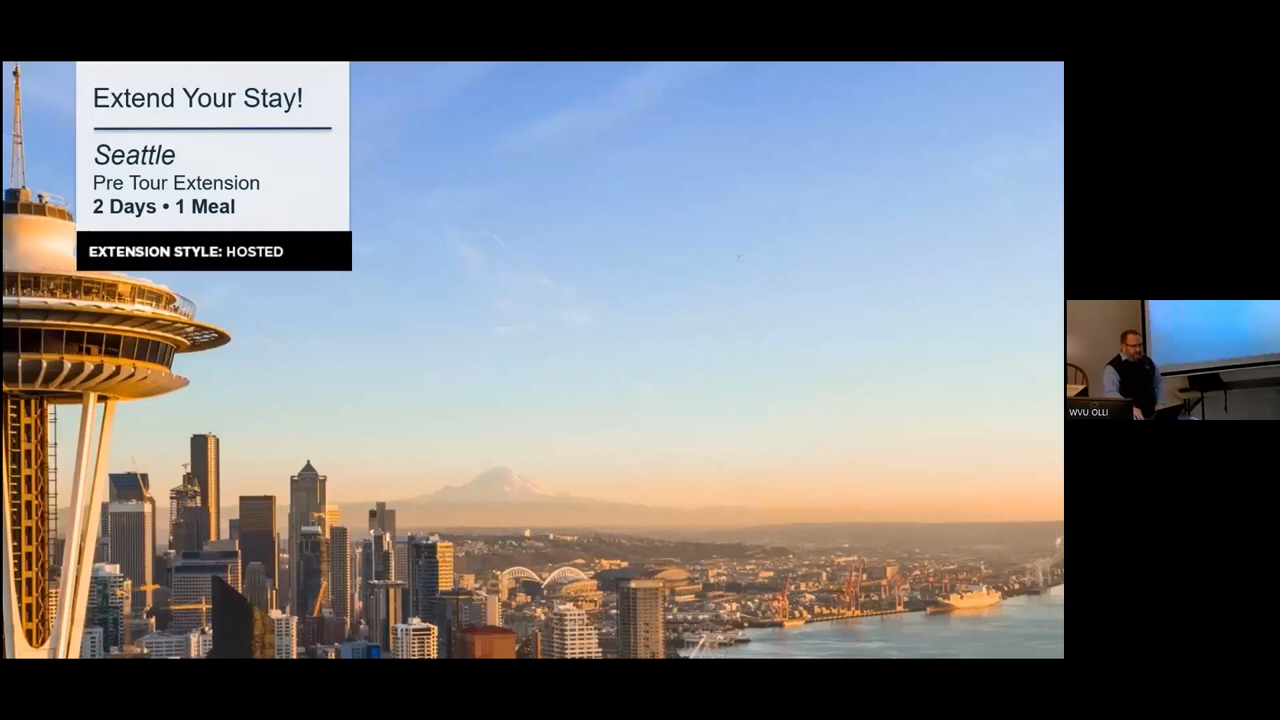 Extend Your Stay!
Seattle
Pre Tour Extension
2 Days • 1 Meal
EXTENSION STYLE: HOSTED
WVU OLLI